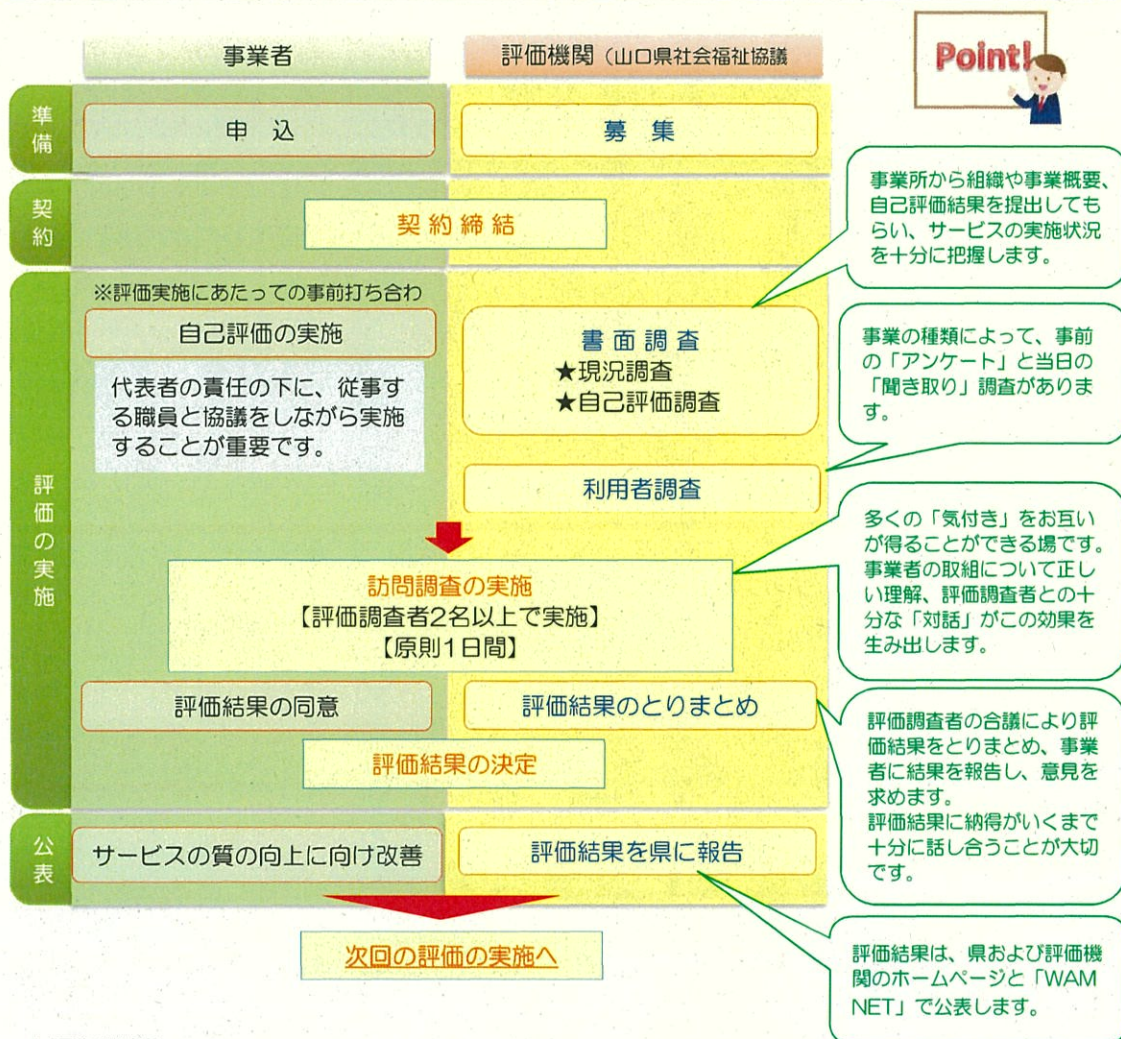 事業者
評価機関（山口県社会福祉協議
Point!
準備
申 込
募 集
契約
契 約 締 結
事業所から組織や事業概要、
自己評価結果を提出しても
らい、サービスの実施状況
を十分に把握します。
評価の実施
※評価実施にあたっての事前打ち合わ
自己評価の実施
代表者の責任の下に、従事す
る職員と協議をしながら実施
することが重要です。
書 面 調 査
★現況調査
★自己評価調査
事業の種類によって、事前
の「アンケート」と当日の
「聞き取り」調査がありま
す。
利用者調査
訪問調査の実施
【評価調査者2名以上で実施】
【原則1日間】
多くの「気付き」をお互い
が得ることができる場です。
事業者の取組について正し
い理解、評価調査者との十
分な「対話」がこの効果を
生み出します。
評価結果の同意
評価結果のとりまとめ
評価結果の決定
評価調査者の合議により評
価結果をとりまとめ、事業
者に結果を報告し、意見を
求めます。
評価結果に納得がいくまで
十分に話し合うことが大切
です。
公表
サービスの質の向上に向け改善
評価結果を県に報告
次回の評価の実施へ
評価結果は、県および評価機
関のホームページと「WAM
NET」で公表します。